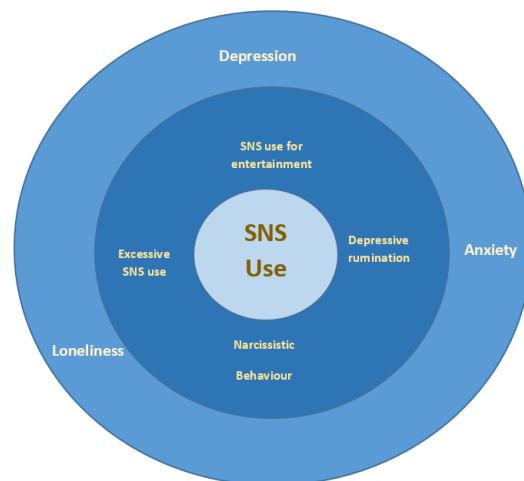 Depression
SNS use for
entertainment
SNS
Use
Excessive
SNS use
Depressive
rumination
Anxiety
Loneliness
Narcissistic
Behaviour